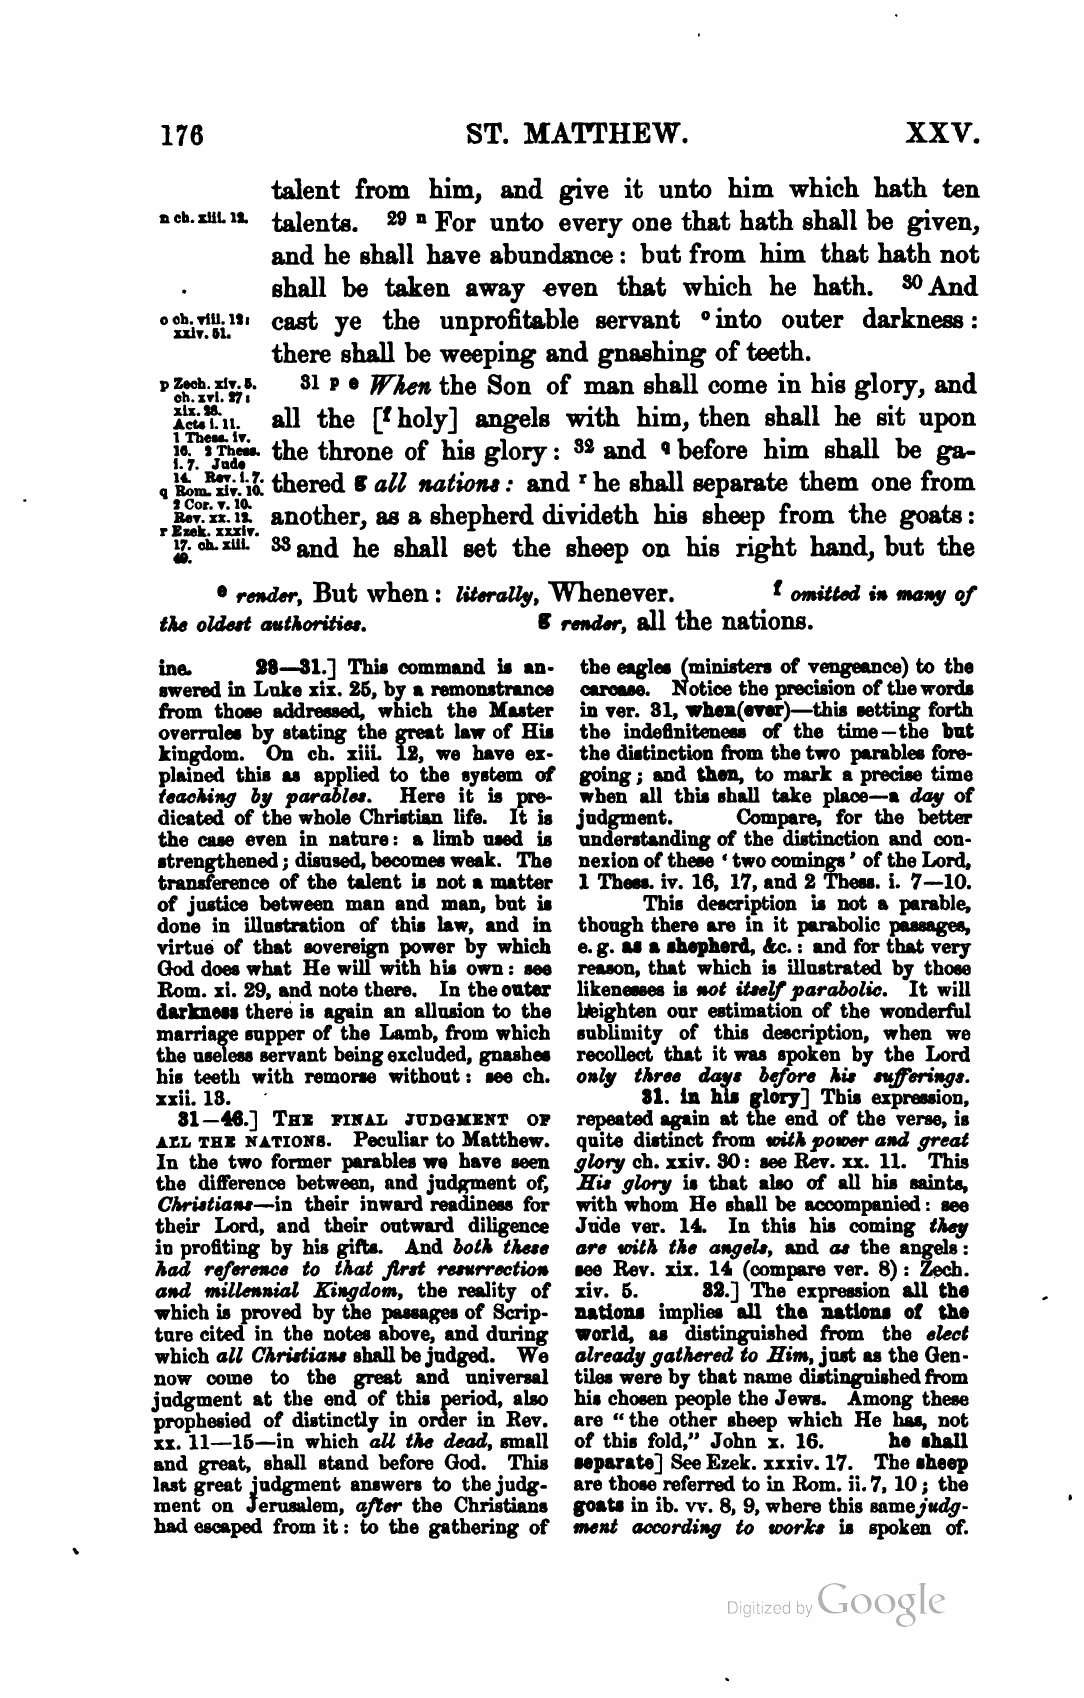 176 ST. MATTHEW. XXV.
talent from him, and give it unto him which hath ten
n ch. xiii. 12. talents. 29 n For unto every one that hath shall be given,
and he shall have abundance : but from him that hath not
shall be taken away even that which he hath. 30 And
o ch. viii. 12 : cast ye the unprofitable servant o into outer darkness :
xxiv. 51.
there shall be weeping and gnashing of teeth.
p Zech. xiv. 5. 31 p e When the Son of man shall come in his glory, and
ch. xvi. 27 :
xix. 28. all the [f holy] angels with him, then shall he sit upon
Acts i. 11.
1 Thess. iv. the throne of his glory : 32 and q before him shall be ga-
16. 2 Thess.
i. 7. Jude
14. Rev. i. 7. thered g all nations : and r he shall separate them one from
q Rom. xiv. 10.
2 Cor. v. 10. another, as a shepherd divideth his sheep from the goats :
Rev. xx. 12.
r Ezek. xxxiv.
17. ch. xiii. 33 and he shall set the sheep on his right hand, but the
49.
e render, But when : literally, Whenever. f omitted in many of
the oldest authorities. g render, all the nations.
ine. 28—31.] This command is an-
swered in Luke xix. 25, by a remonstrance
from those addressed, which the Master
overrules by stating the great law of His
kingdom. On ch. xiii. 12, we have ex-
plained this as applied to the system of
teaching by parables. Here it is pre-
dicated of the whole Christian life. It is
the case even in nature : a limb used is
strengthened ; disused, becomes weak. The
transference of the talent is not a matter
of justice between man and man, but is
done in illustration of this law, and in
virtue of that sovereign power by which
God does what He will with his own : see
Rom. xi. 29, and note there. In the outer
darkness there is again an allusion to the
marriage supper of the Lamb, from which
the useless servant being excluded, gnashes
his teeth with remorse without : see ch.
xxii. 13.
31—46.] THE FINAL JUDGMENT OF
ALL THE NATIONS. Peculiar to Matthew.
In the two former parables we have seen
the difference between, and judgment of,
Christians—in their inward readiness for
their Lord, and their outward diligence
in profiting by his gifts. And both these
had reference to that first resurrection
and millennial Kingdom, the reality of
which is proved by the passages of Scrip-
ture cited in the notes above, and during
which all Christians shall be judged. We
now come to the great and universal
judgment at the end of this period, also
prophesied of distinctly in order in Rev.
xx. 11—15—in which all the dead, small
and great, shall stand before God. This
last great judgment answers to the judg-
ment on Jerusalem, after the Christians
had escaped from it : to the gathering of
the eagles (ministers of vengeance) to the
carcase. Notice the precision of the words
in ver. 31, when(ever)—this setting forth
the indefiniteness of the time—the but
the distinction from the two parables fore-
going ; and then, to mark a precise time
when all this shall take place—a day of
judgment. Compare, for the better
understanding of the distinction and con-
nexion of these ‘ two comings ’ of the Lord,
1 Thess. iv. 16, 17, and 2 Thess. i. 7—10.
This description is not a parable,
though there are in it parabolic passages,
e. g. as a shepherd, &c. : and for that very
reason, that which is illustrated by those
likenesses is not itself parabolic. It will
heighten our estimation of the wonderful
sublimity of this description, when we
recollect that it was spoken by the Lord
only three days before his sufferings.
31. in his glory] This expression,
repeated again at the end of the verse, is
quite distinct from with power and great
glory ch. xxiv. 30 : see Rev. xx. 11. This
His glory is that also of all his saints,
with whom He shall be accompanied : see
Jude ver. 14. In this his coming they
are with the angels, and as the angels :
see Rev. xix. 14 (compare ver. 8) : Zech.
xiv. 5. 32.] The expression all the
nations implies all the nations of the
world, as distinguished from the elect
already gathered to Him, just as the Gen-
tiles were by that name distinguished from
his chosen people the Jews. Among these
are “ the other sheep which He has, not
of this fold,” John x. 16. he shall
separate] See Ezek. xxxiv. 17. The sheep
are those referred to in Rom. ii. 7, 10 ; the
goats in ib. vv. 8, 9, where this same judg-
ment according to works is spoken of.
Digitized by Google